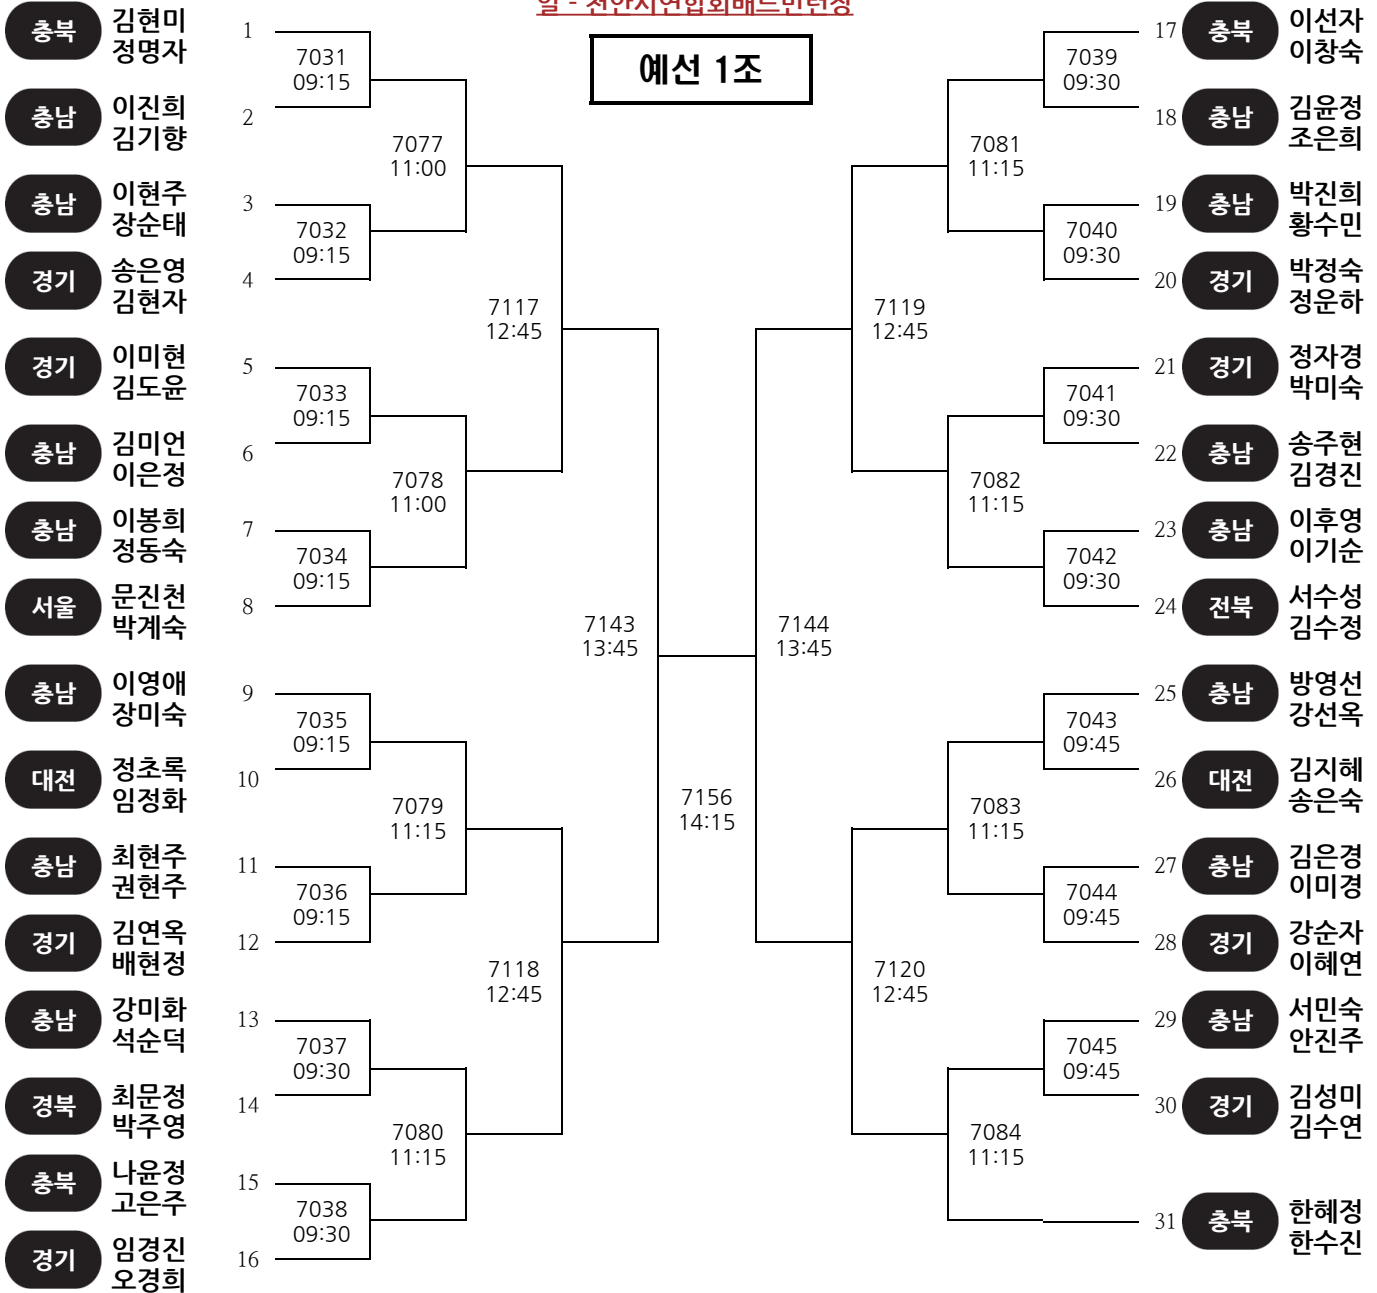 일 - 천안시연합회배드민턴장
예선 1조
충북
김현미
정명자
1
충남
이진희
김기향
2
충남
이현주
장순태
3
경기
송은영
김현자
4
경기
이미현
김도윤
5
충남
김미언
이은정
6
충남
이봉희
정동숙
7
서울
문진천
박계숙
8
충남
이영애
장미숙
9
대전
정초록
임정화
10
충남
최현주
권현주
11
경기
김연옥
배현정
12
충남
강미화
석순덕
13
경북
최문정
박주영
14
충북
나윤정
고은주
15
경기
임경진
오경희
16
7031
09:15
7032
09:15
7033
09:15
7034
09:15
7035
09:15
7036
09:15
7037
09:30
7038
09:30
7077
11:00
7078
11:00
7079
11:15
7080
11:15
7117
12:45
7118
12:45
7143
13:45
7156
14:15
7144
13:45
7119
12:45
7120
12:45
7081
11:15
7082
11:15
7083
11:15
7084
11:15
7039
09:30
7040
09:30
7041
09:30
7042
09:30
7043
09:45
7044
09:45
7045
09:45
17
충북
이선자
이창숙
18
충남
김윤정
조은희
19
충남
박진희
황수민
20
경기
박정숙
정운하
21
경기
정자경
박미숙
22
충남
송주현
김경진
23
충남
이후영
이기순
24
전북
서수성
김수정
25
충남
방영선
강선옥
26
대전
김지혜
송은숙
27
충남
김은경
이미경
28
경기
강순자
이혜연
29
충남
서민숙
안진주
30
경기
김성미
김수연
31
충북
한혜정
한수진